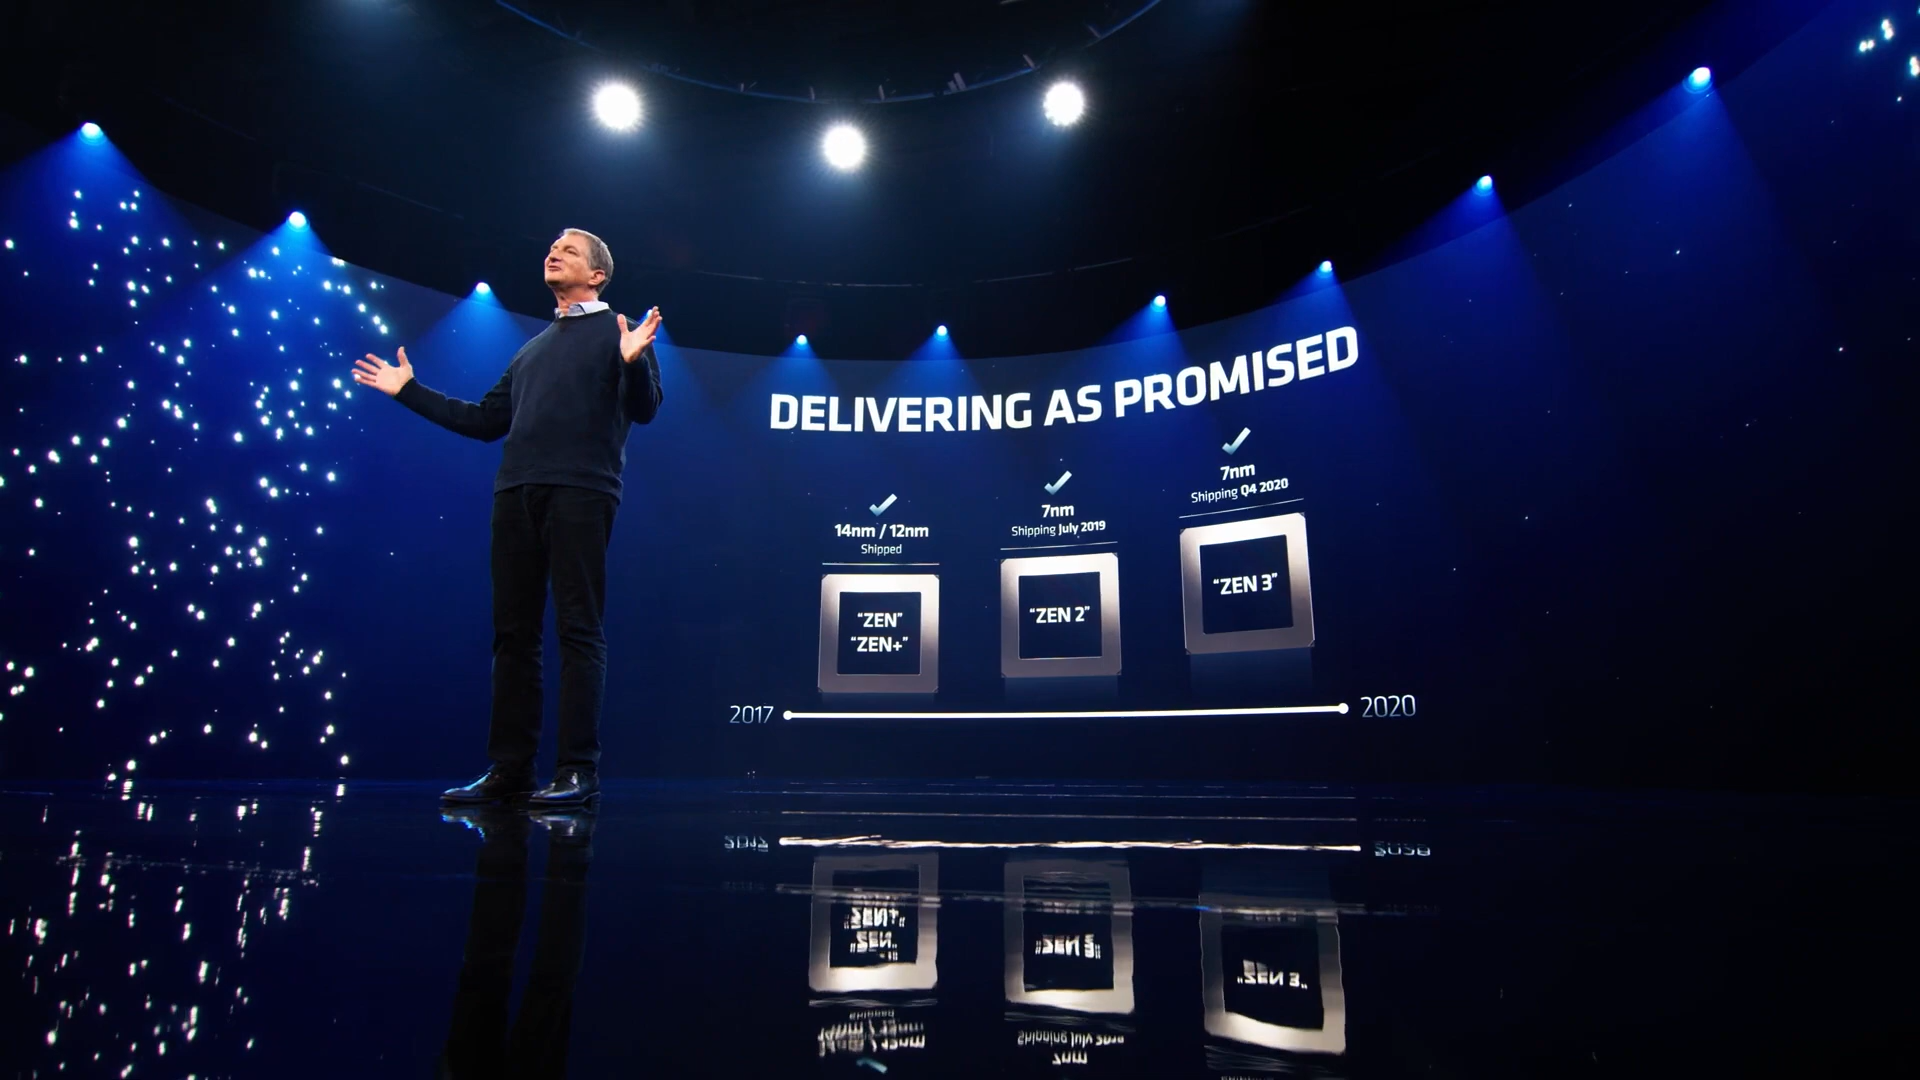 DELIVERING AS PROMISED
14nm / 12nm
Shipped
"ZEN"
"ZEN+"
7nm
Shipping July 2019
"ZEN 2"
7nm
Shipping Q4 2020
"ZEN 3"
2017
2020